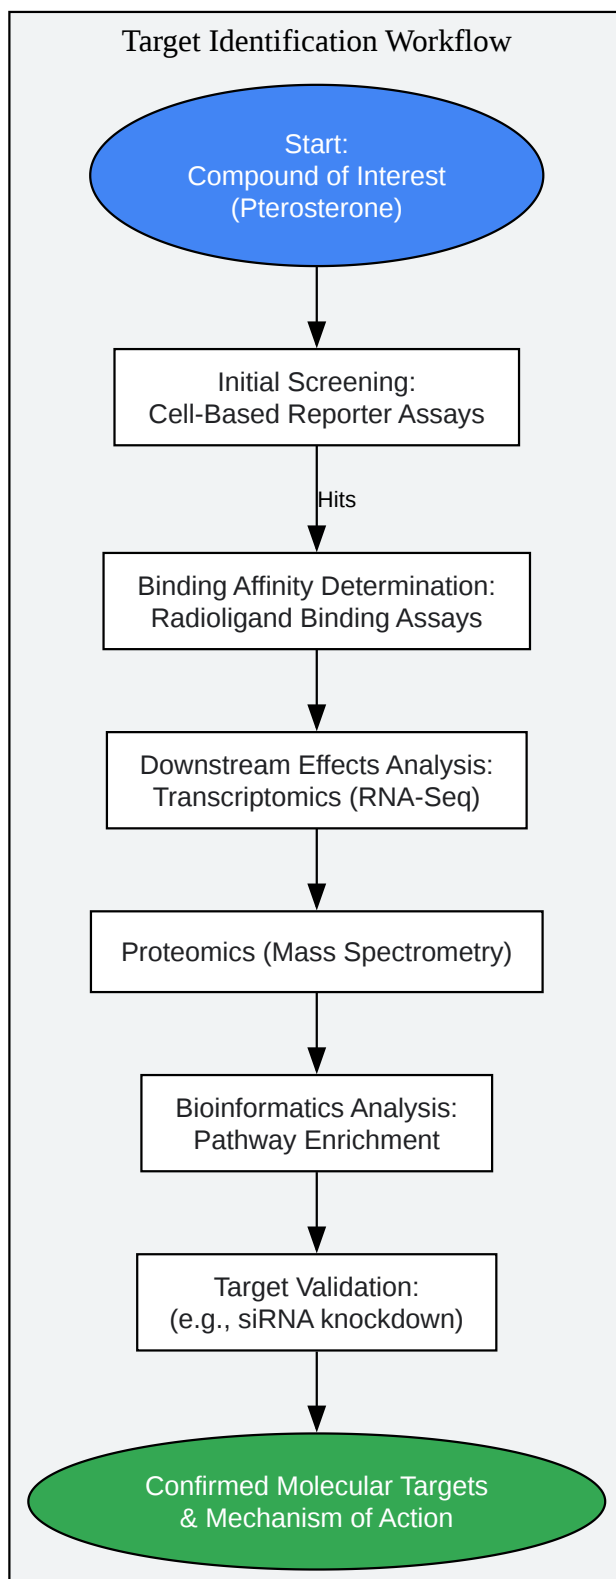 Target Identification Workflow
Start:
Compound of Interest
(Pterosterone)
Initial Screening:
Cell-Based Reporter Assays
Hits
Binding Affinity Determination:
Radioligand Binding Assays
Downstream Effects Analysis:
Transcriptomics (RNA-Seq)
Proteomics (Mass Spectrometry)
Bioinformatics Analysis:
Pathway Enrichment
Target Validation:
(e.g., siRNA knockdown)
Confirmed Molecular Targets
& Mechanism of Action